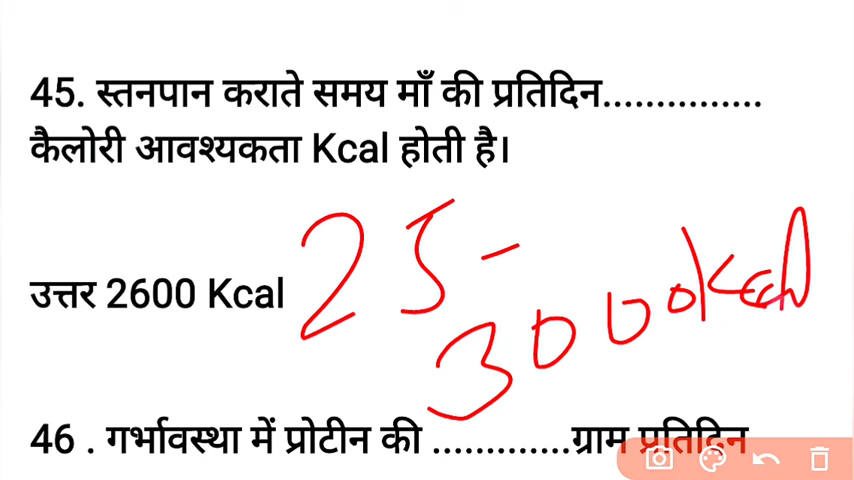 45. स्तनपान कराते समय माँ की प्रतिदिन...............
कैलोरी आवश्यकता Kcal होती है।
उत्तर 2600 Kcal
25-
3000kcal
46 . गर्भावस्था में प्रोटीन की .............ग्राम प्रतिदिन